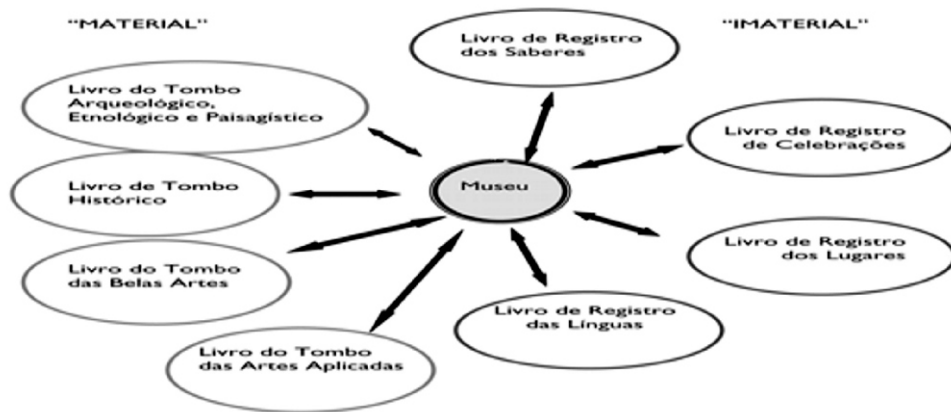 "MATERIAL"
"IMATERIAL"
Livro de Registro
dos Saberes
Livro do Tombo
Arqueológico,
Etnológico e Paisagístico
Livro de Registro
de Celebrações
Museu
Livro de Tombo
Histórico
Livro do Tombo
das Belas Artes
Livro de Registro
dos Lugares
Livro de Registro
das Línguas
Livro do Tombo
das Artes Aplicadas